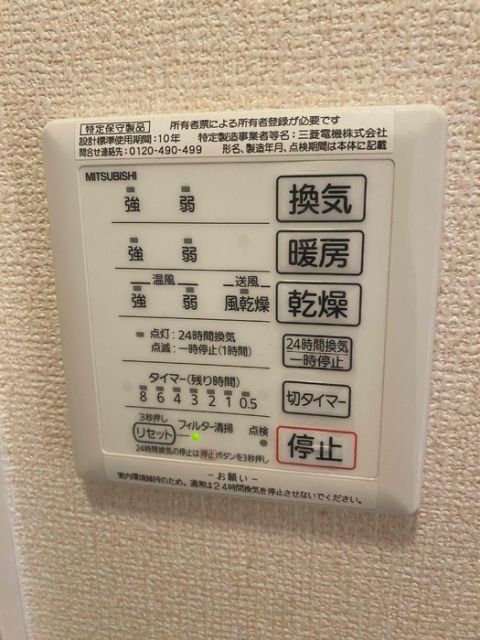 特定保守製品 所有者票による所有者登録が必要です
設計標準使用期間:10年 特定製造事業者等名:三菱電機株式会社
問合せ連絡先:0120-490-499 形名、製造年月、点検期間は本体に記載
MITSUBISHI
強 弱 換気
強 弱 暖房
温風 送風
強 弱 風乾燥 乾燥
点灯:24時間換気
点滅:一時停止(1時間)
24時間換気
一時停止
タイマー(残り時間)
8 6 4 3 2 1 0.5
切タイマー
3秒押し
リセット フィルター清掃 点検
停止
24時間換気の停止は停止ボタンを3秒押し
-お願い-
室内環境維持のため、通常は24時間換気を停止させないでください。